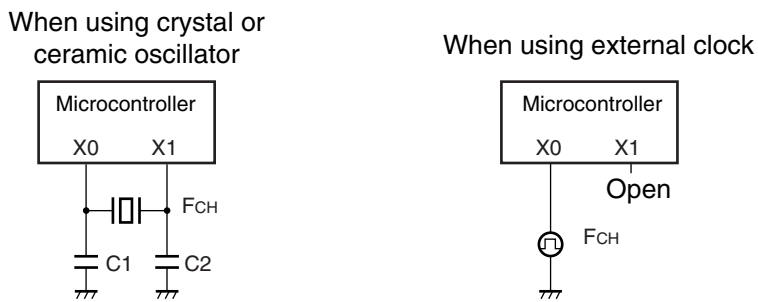 When using crystal or
ceramic oscillator
Microcontroller
X0 X1
FCH
C1 C2
When using external clock
Microcontroller
X0 X1
Open
FCH